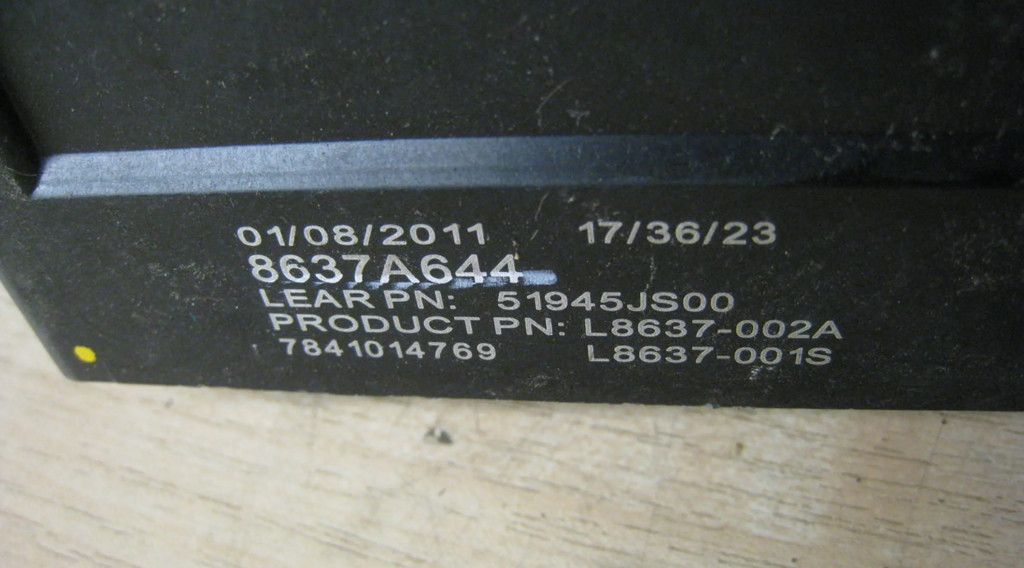 01/08/2011 17/36/23
8637A644
LEAR PN: 51945JS00
PRODUCT PN: L8637-002A
7841014769 L8637-001S